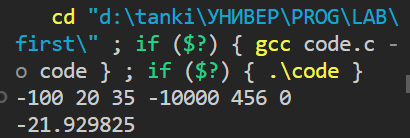 cd "d:\tanki\УНИВЕР\PROG\LAB\
first\" ; if ($?) { gcc code.c -
o code } ; if ($?) { .\code }
-100 20 35 -10000 456 0
-21.929825